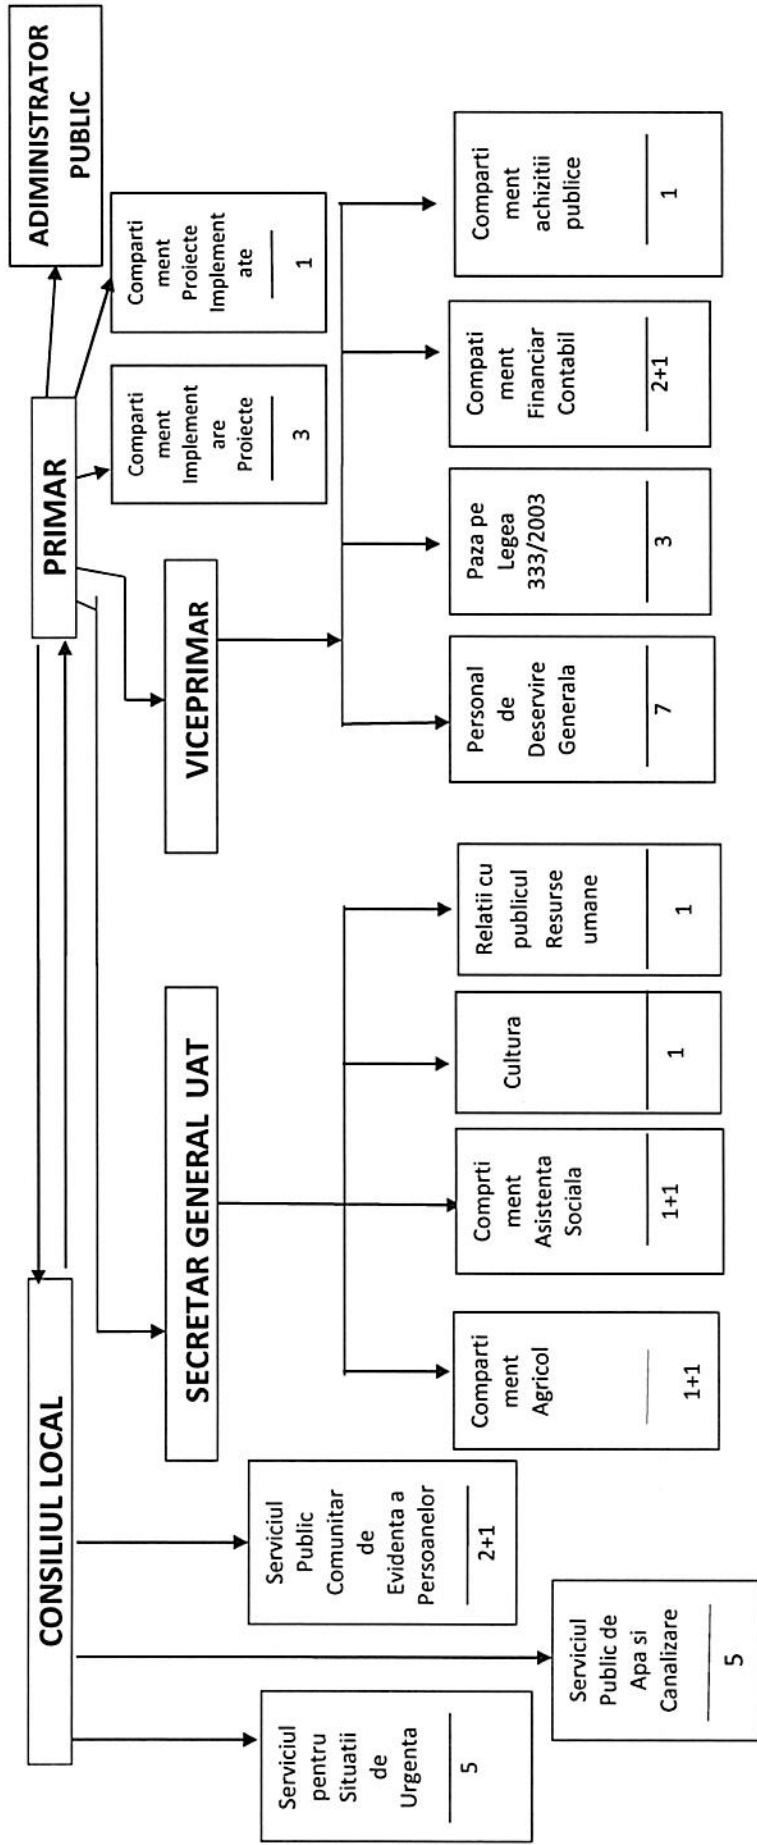 ADIMINISTRATOR
PUBLIC
PRIMAR
CONSILIUL LOCAL
Comparti
ment
Implement
are
Proiecte
3
Comparti
ment
Proiecte
Implement
ate
1
SECRETAR GENERAL UAT
VICEPRIMAR
Serviciul
pentru
Situatii
de
Urgenta
5
Serviciul
Public
Comunitar
de
Evidenta a
Persoanelor
2+1
Serviciul
Public de
Apa si
Canalizare
5
Comparti
ment
Agricol
1+1
Comprti
ment
Asistenta
Sociala
1+1
Cultura
1
Relatii cu
publicul
Resurse
umane
1
Personal
de
Deservire
Generala
7
Paza pe
Legea
333/2003
3
Compati
ment
Financiar
Contabil
2+1
Comparti
ment
achizitii
publice
1